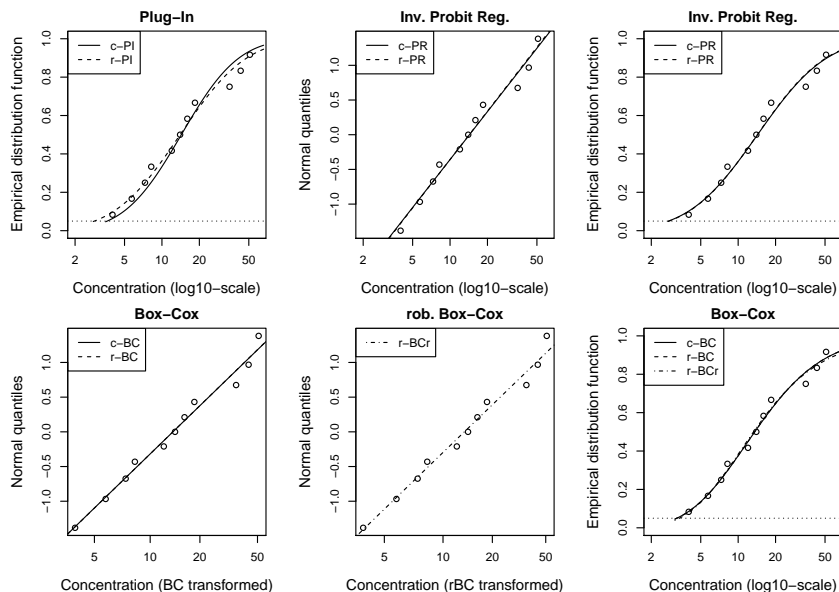 Plug−In
Empirical distribution function
0.0 0.2 0.4 0.6 0.8 1.0
c−PI
r−PI
2 5 10 20 50
Concentration (log10−scale)
Inv. Probit Reg.
Normal quantiles
−1.0 −0.5 0.0 0.5 1.0
c−PR
r−PR
2 5 10 20 50
Concentration (log10−scale)
Inv. Probit Reg.
Empirical distribution function
0.0 0.2 0.4 0.6 0.8 1.0
c−PR
r−PR
2 5 10 20 50
Concentration (log10−scale)
Box−Cox
Normal quantiles
−1.0 −0.5 0.0 0.5 1.0
c−BC
r−BC
5 10 20 50
Concentration (BC transformed)
rob. Box−Cox
Normal quantiles
−1.0 −0.5 0.0 0.5 1.0
r−BCr
5 10 20 50
Concentration (rBC transformed)
Box−Cox
Empirical distribution function
0.0 0.2 0.4 0.6 0.8 1.0
c−BC
r−BC
r−BCr
2 5 10 20 50
Concentration (log10−scale)